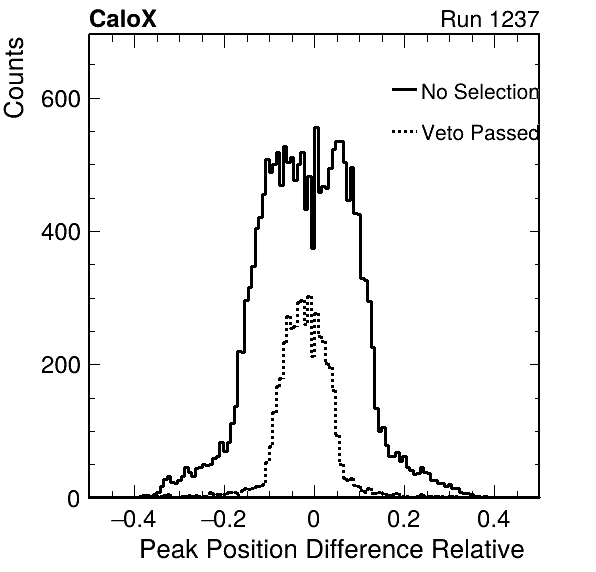 CaloX Run 1237
Counts
No Selection
Veto Passed
600
400
200
0
−0.4 −0.2 0 0.2 0.4
Peak Position Difference Relative